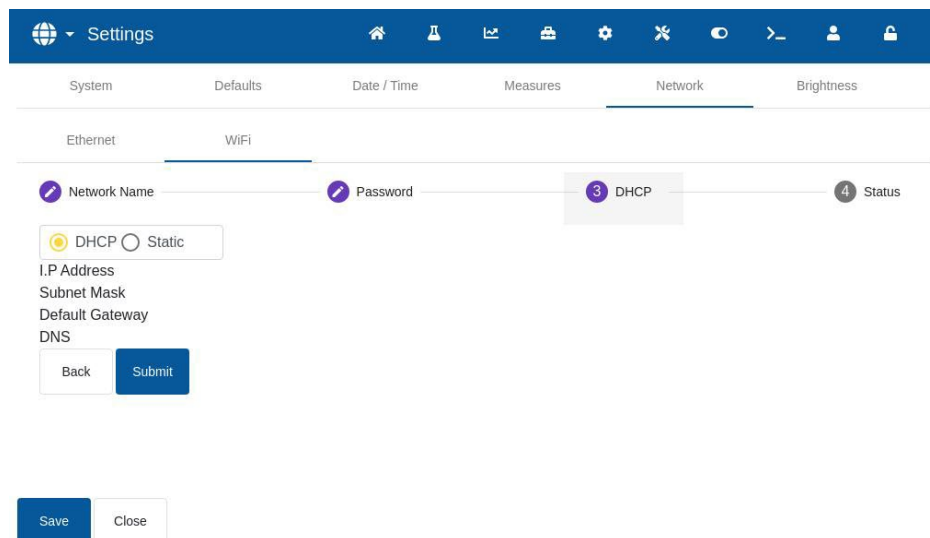 Settings
System Defaults Date / Time Measures Network Brightness
Ethernet WiFi
Network Name Password 3 DHCP 4 Status
DHCP Static
I.P Address
Subnet Mask
Default Gateway
DNS
Back Submit
Save Close